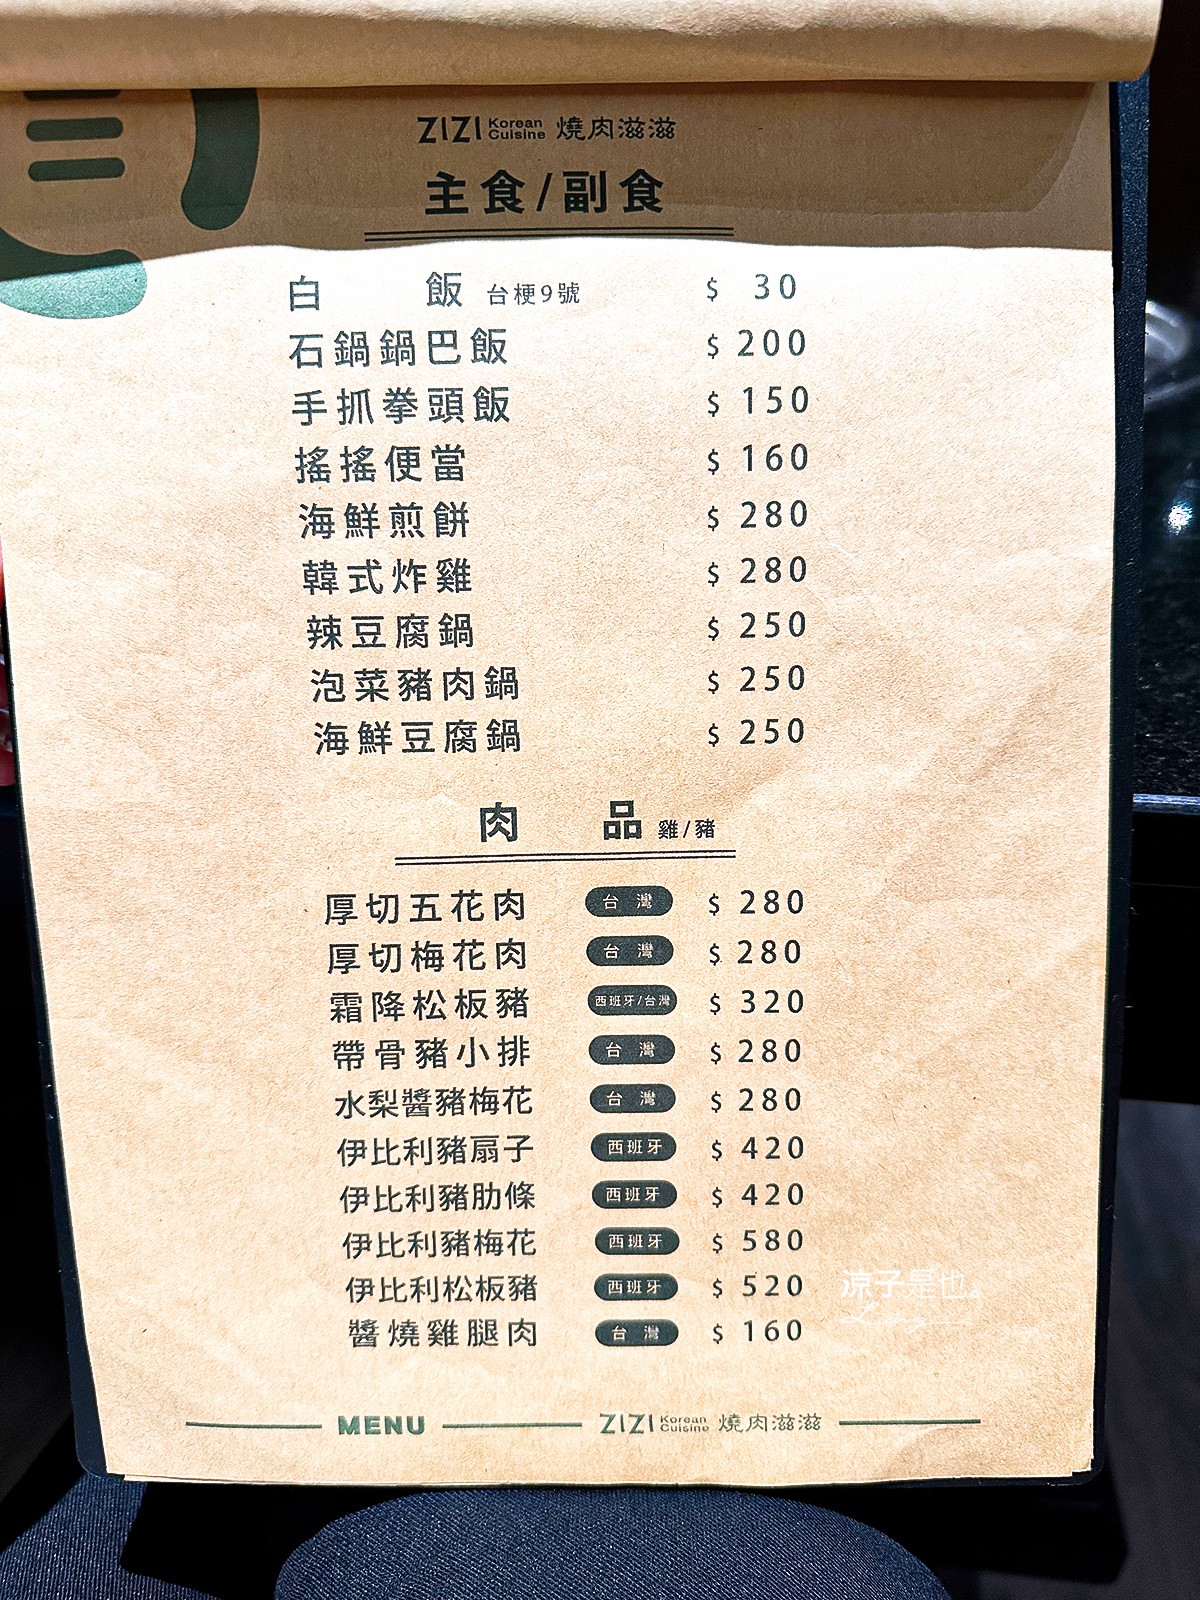 ZIZI Korean Cuisine 燒肉滋滋
主食/副食
白 飯 台梗9號 $ 30
石鍋鍋巴飯 $ 200
手抓拳頭飯 $ 150
搖搖便當 $ 160
海鮮煎餅 $ 280
韓式炸雞 $ 280
辣豆腐鍋 $ 250
泡菜豬肉鍋 $ 250
海鮮豆腐鍋 $ 250
肉 品 雞/豬
厚切五花肉 台灣 $ 280
厚切梅花肉 台灣 $ 280
霜降松板豬 西班牙/台灣 $ 320
帶骨豬小排 台灣 $ 280
水梨醬豬梅花 台灣 $ 280
伊比利豬扇子 西班牙 $ 420
伊比利豬肋條 西班牙 $ 420
伊比利豬梅花 西班牙 $ 580
伊比利松板豬 西班牙 $ 520
涼子是也。
醬燒雞腿肉 台灣 $ 160
MENU ZIZI Korean Cuisine 燒肉滋滋